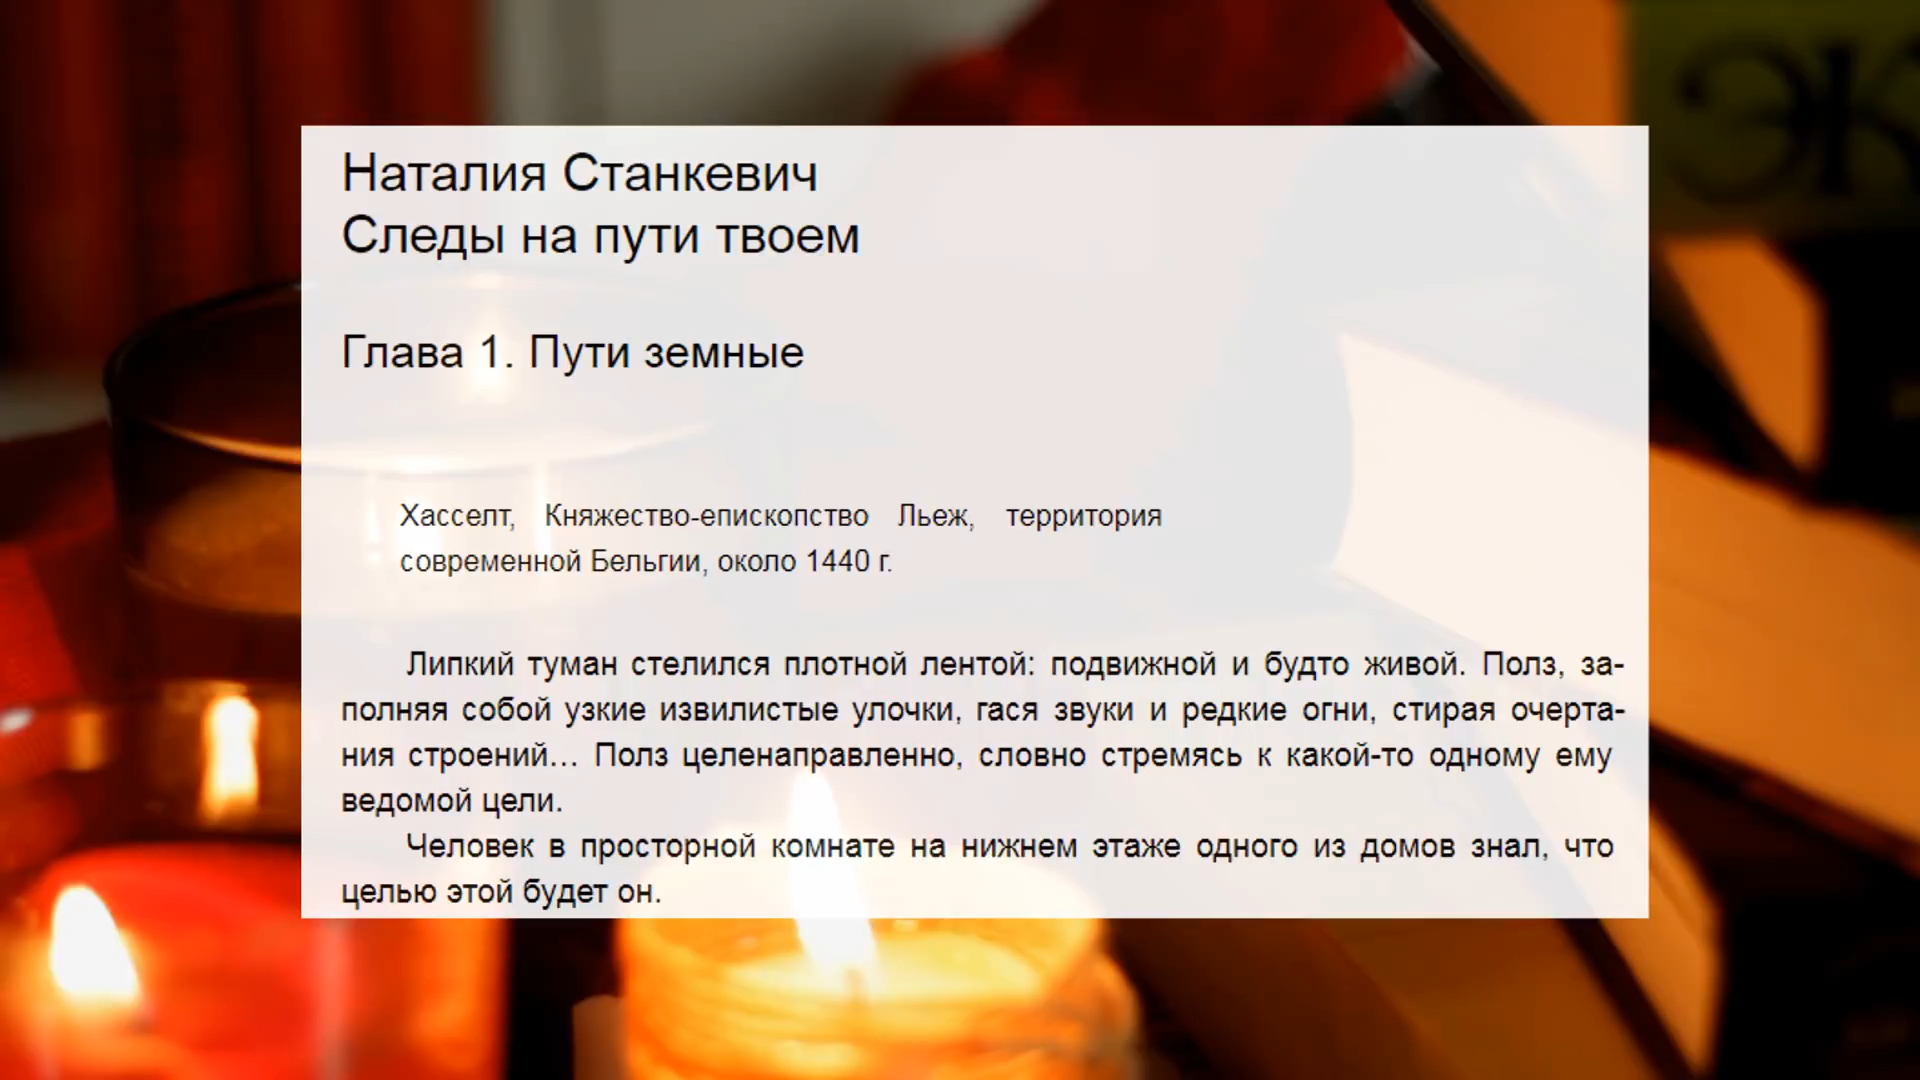 Наталия Станкевич
Следы на пути твоем
Глава 1. Пути земные
Хасселт, Княжество-епископство Льеж, территория
современной Бельгии, около 1440 г.
Липкий туман стелился плотной лентой: подвижной и будто живой. Полз, за-
полняя собой узкие извилистые улочки, гася звуки и редкие огни, стирая очерта-
ния строений... Полз целенаправленно, словно стремясь к какой-то одному ему
ведомой цели.
Человек в просторной комнате на нижнем этаже одного из домов знал, что
целью этой будет он.